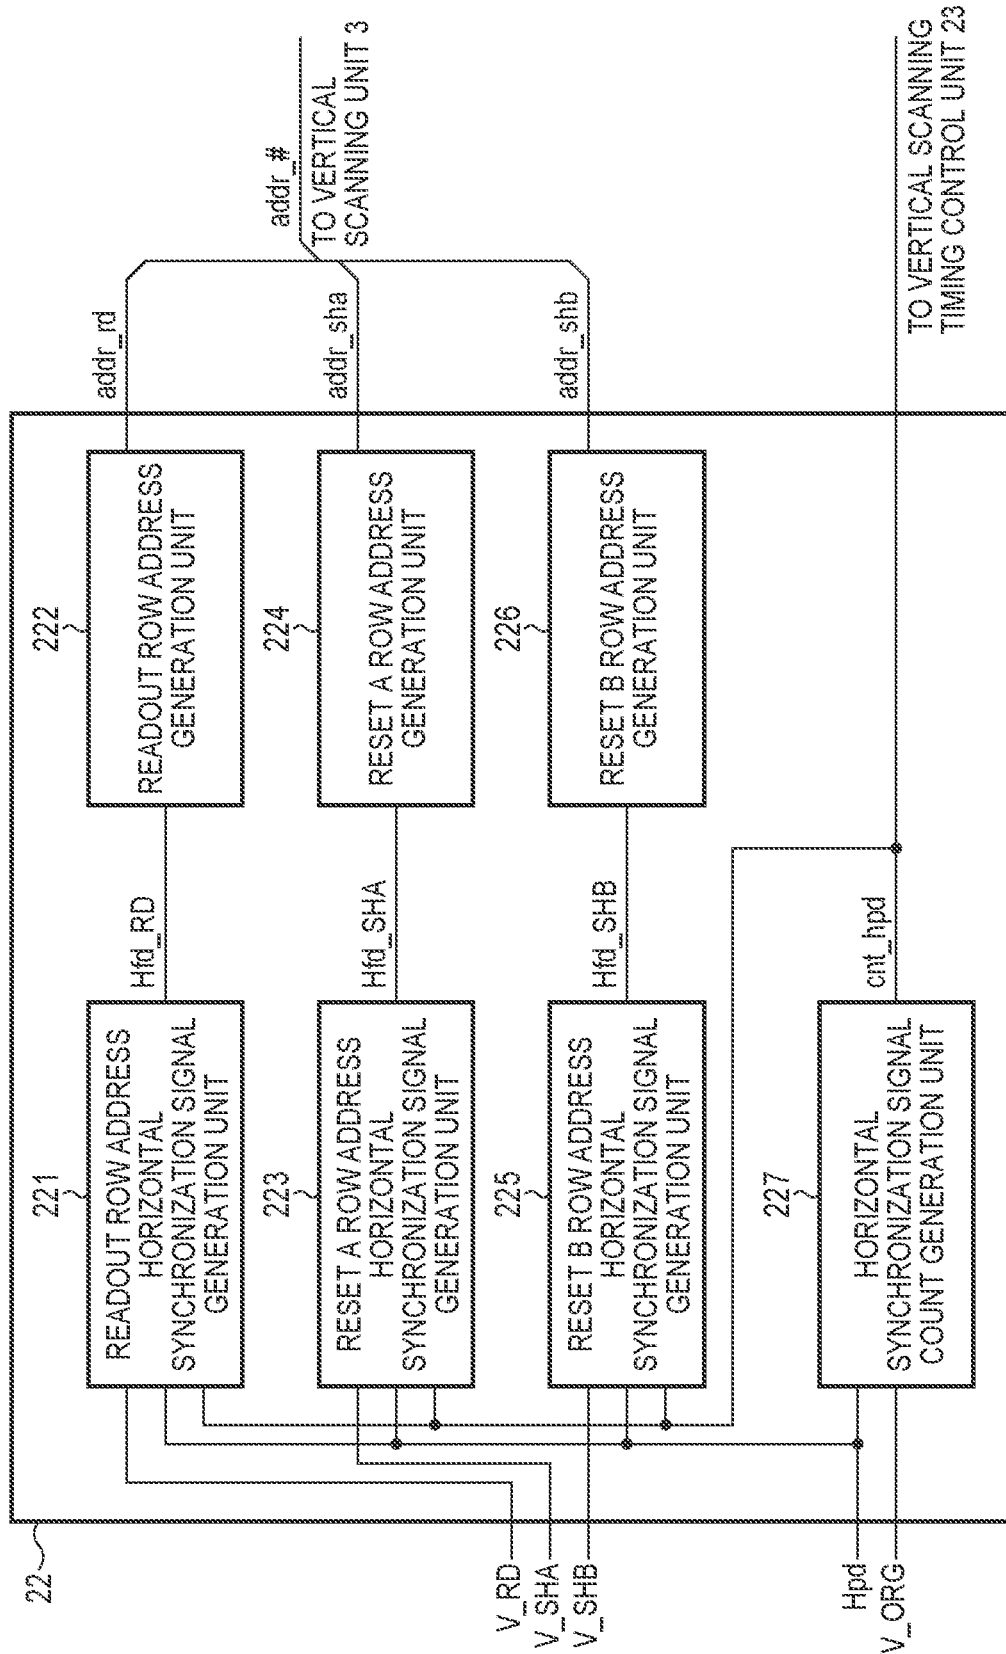 22
V_RD
V_SHA
V_SHB
Hpd
V_ORG
221
READOUT ROW ADDRESS
HORIZONTAL
SYNCHRONIZATION SIGNAL
GENERATION UNIT
Hfd_RD
222
READOUT ROW ADDRESS
GENERATION UNIT
addr_rd
223
RESET A ROW ADDRESS
HORIZONTAL
SYNCHRONIZATION SIGNAL
GENERATION UNIT
Hfd_SHA
224
RESET A ROW ADDRESS
GENERATION UNIT
addr_sha
225
RESET B ROW ADDRESS
HORIZONTAL
SYNCHRONIZATION SIGNAL
GENERATION UNIT
Hfd_SHB
226
RESET B ROW ADDRESS
GENERATION UNIT
addr_shb
227
HORIZONTAL
SYNCHRONIZATION SIGNAL
COUNT GENERATION UNIT
cnt_hpd
addr_#
TO VERTICAL
SCANNING UNIT 3
TO VERTICAL SCANNING
TIMING CONTROL UNIT 23